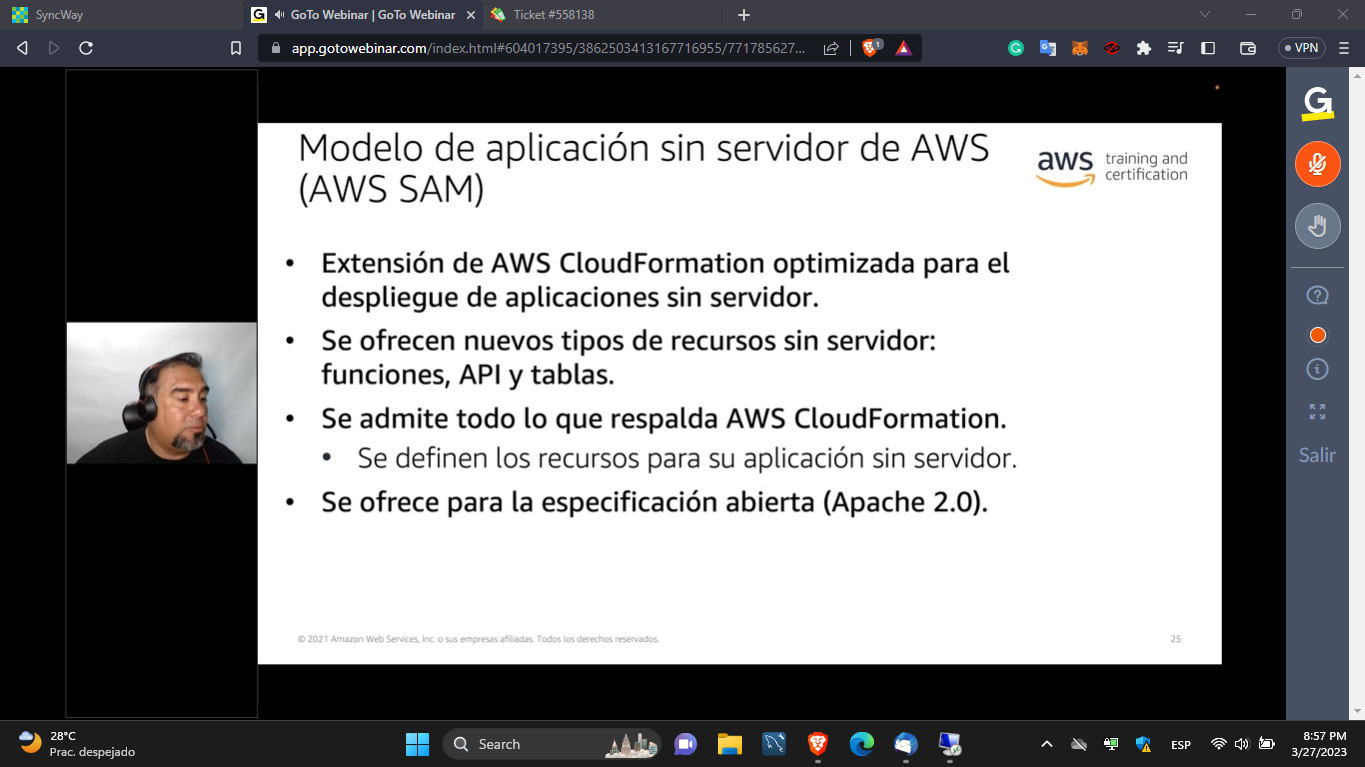 SyncWay
GoTo Webinar | GoTo Webinar
Ticket #558138
app.gotowebinar.com/index.html#604017395/3862503413167716955/771785627...
1
VPN
Modelo de aplicación sin servidor de AWS
(AWS SAM)
aws training and
certification
• Extensión de AWS CloudFormation optimizada para el
despliegue de aplicaciones sin servidor.
• Se ofrecen nuevos tipos de recursos sin servidor:
funciones, API y tablas.
• Se admite todo lo que respalda AWS CloudFormation.
• Se definen los recursos para su aplicación sin servidor.
• Se ofrece para la especificación abierta (Apache 2.0).
© 2021 Amazon Web Services, Inc. o sus empresas afiliadas. Todos los derechos reservados.
25
Salir
28°C
Prac. despejado
Search
ESP
8:57 PM
3/27/2023